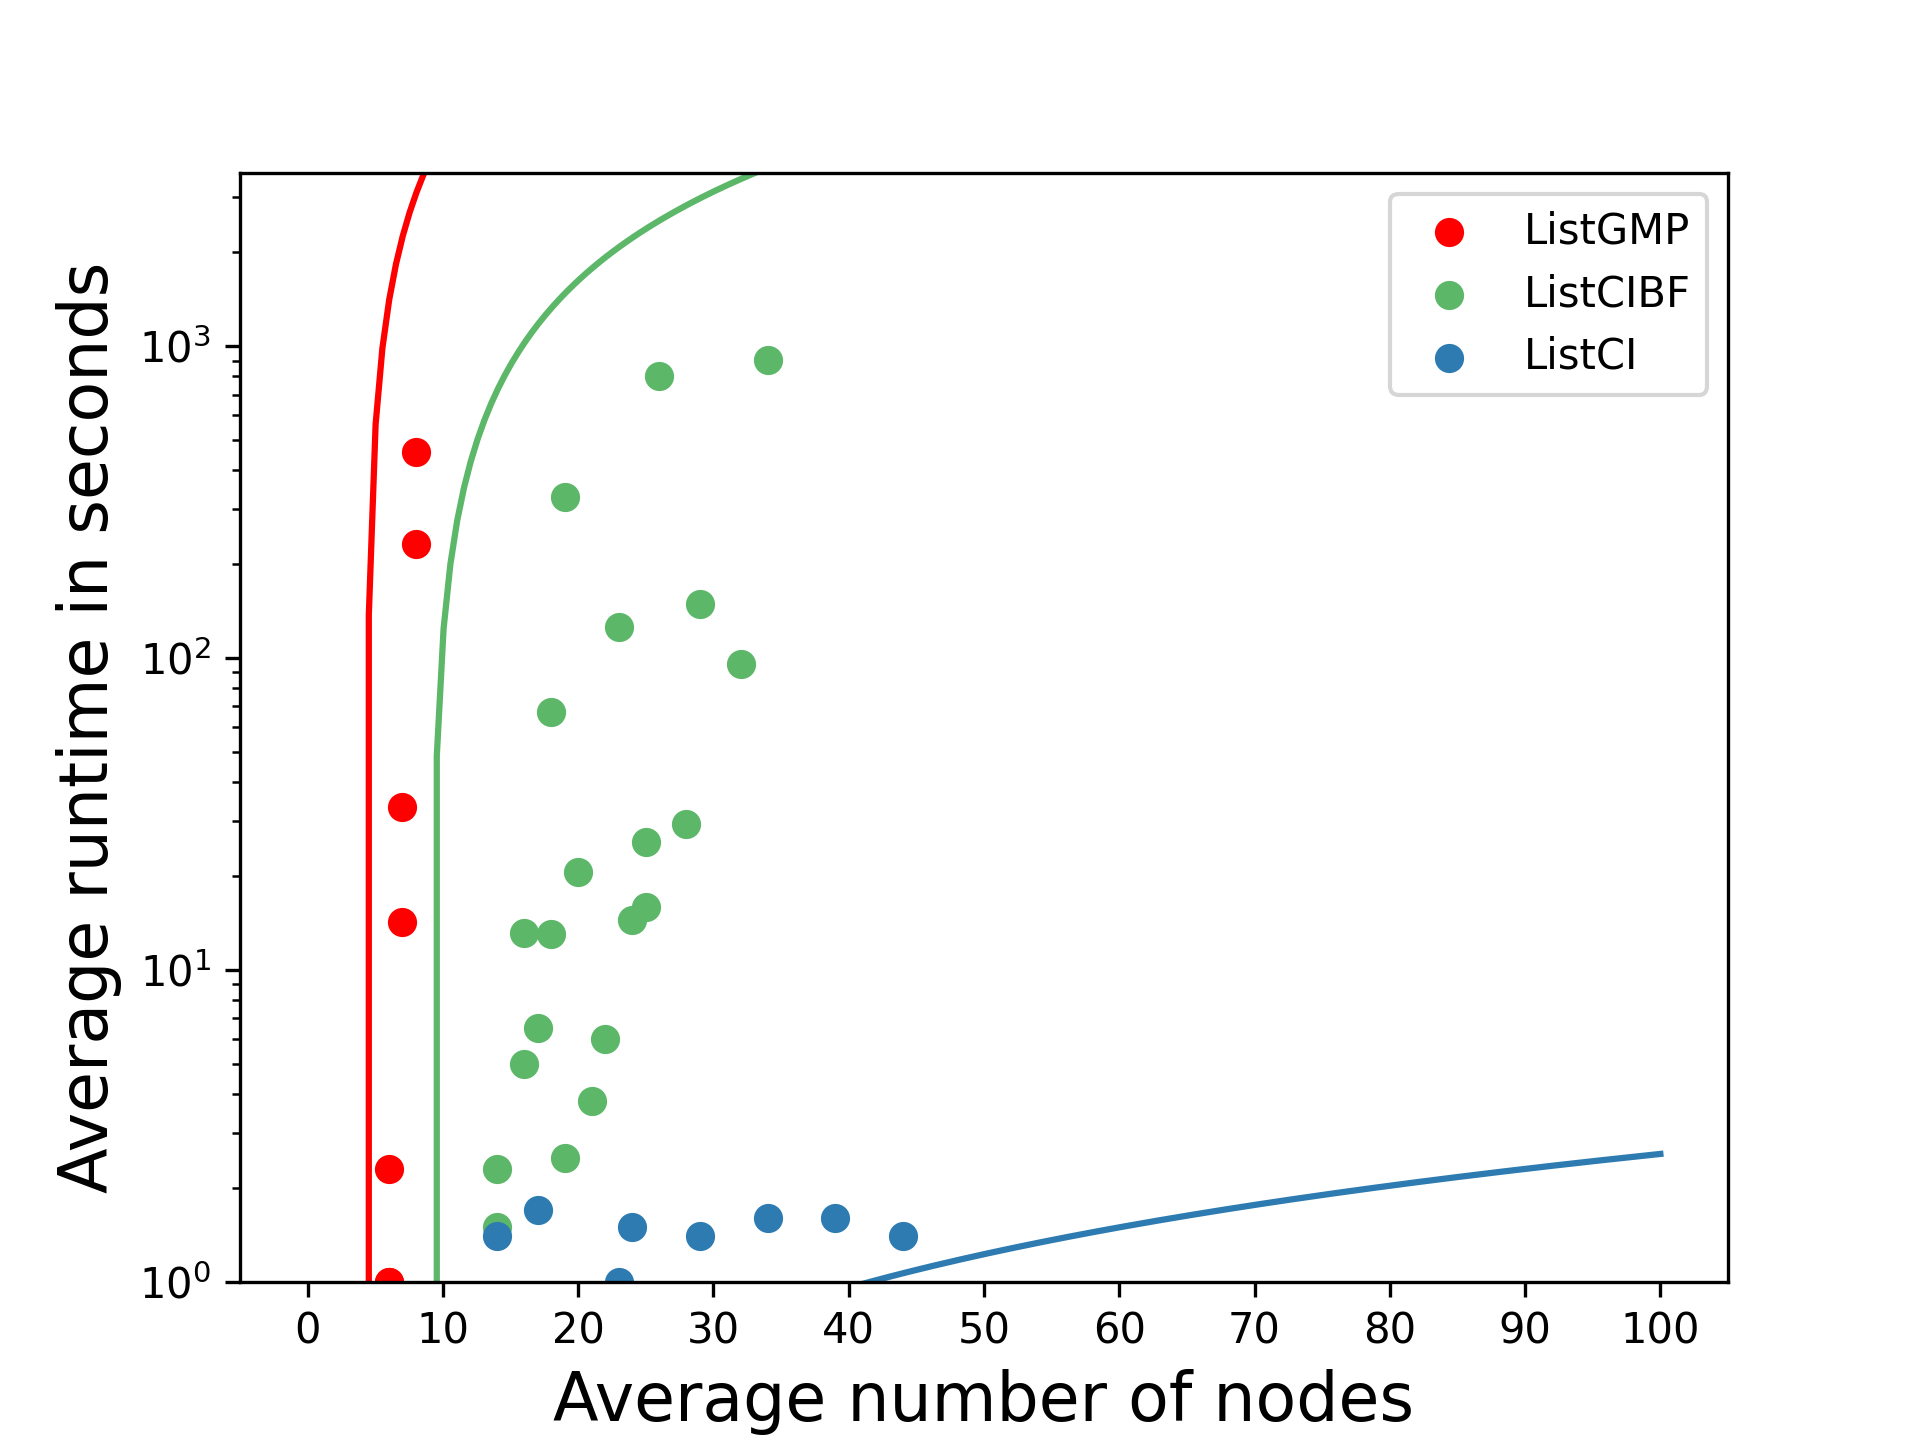 ListGMP
ListCIBF
ListCI
Average runtime in seconds
10³
10²
10¹
10⁰
0 10 20 30 40 50 60 70 80 90 100
Average number of nodes